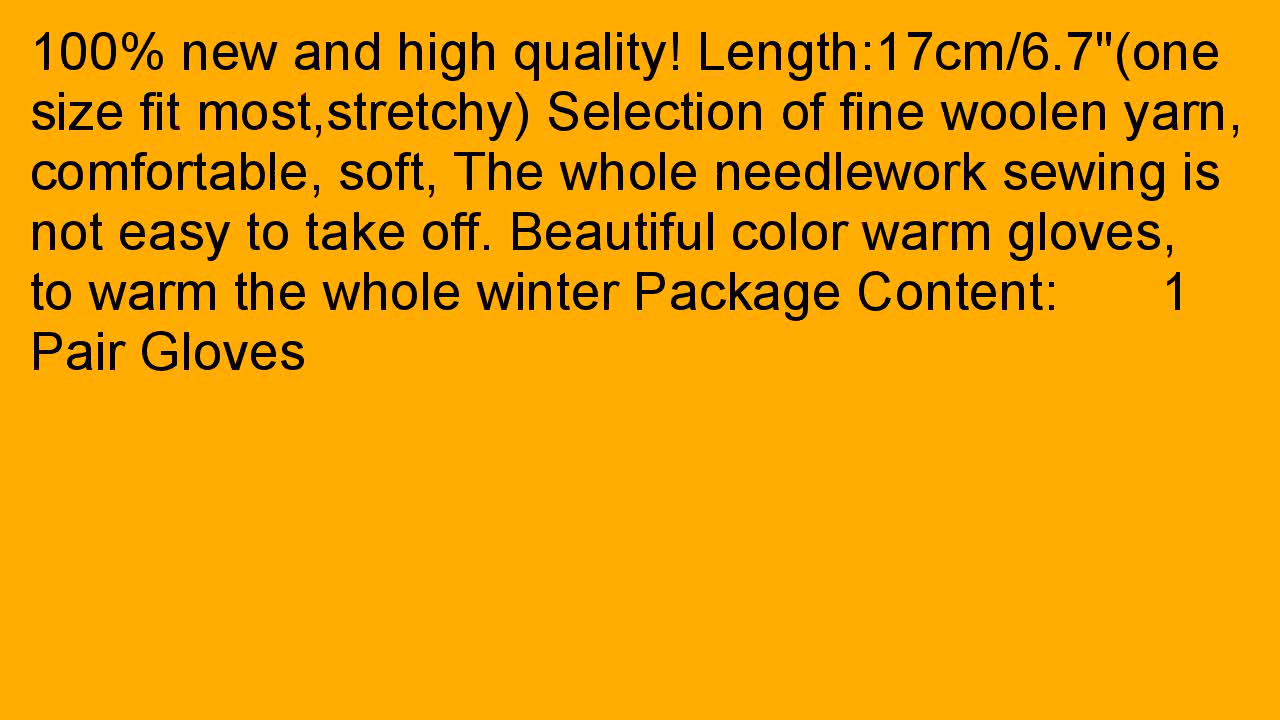 100% new and high quality! Length:17cm/6.7"(one
size fit most,stretchy) Selection of fine woolen yarn,
comfortable, soft, The whole needlework sewing is
not easy to take off. Beautiful color warm gloves,
to warm the whole winter Package Content:       1
Pair Gloves